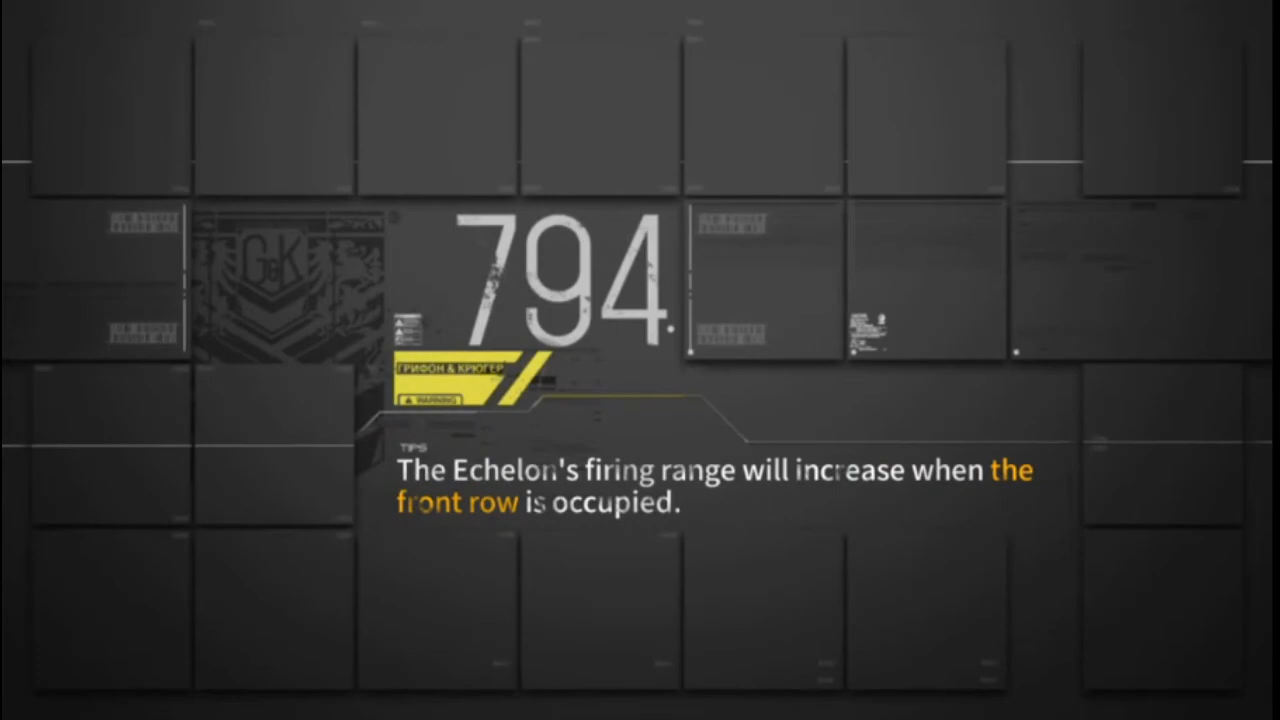 G&K
794.
ГРИФОН & КРЮГЕР
WARNING
TIPS
The Echelon's firing range will increase when the
front row is occupied.